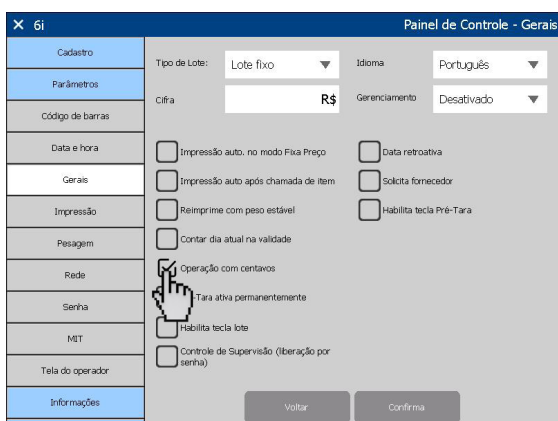 6i
Painel de Controle - Gerais
Cadastro
Parâmetros
Código de barras
Data e hora
Gerais
Impressão
Pesagem
Rede
Senha
MIT
Tela do operador
Informações
Tipo de Lote:
Lote fixo
Idioma
Português
Cifra
R$
Gerenciamento
Desativado
Impressão auto. no modo Fixa Preço
Impressão auto após chamada de item
Reimprime com peso estável
Contar dia atual na validade
Operação com centavos
-Tara ativa permanentemente
Habilita tecla lote
Controle de Supervisão (liberação por
senha)
Data retroativa
Solicita fornecedor
Habilita tecla Pré-Tara
Voltar
Confirma